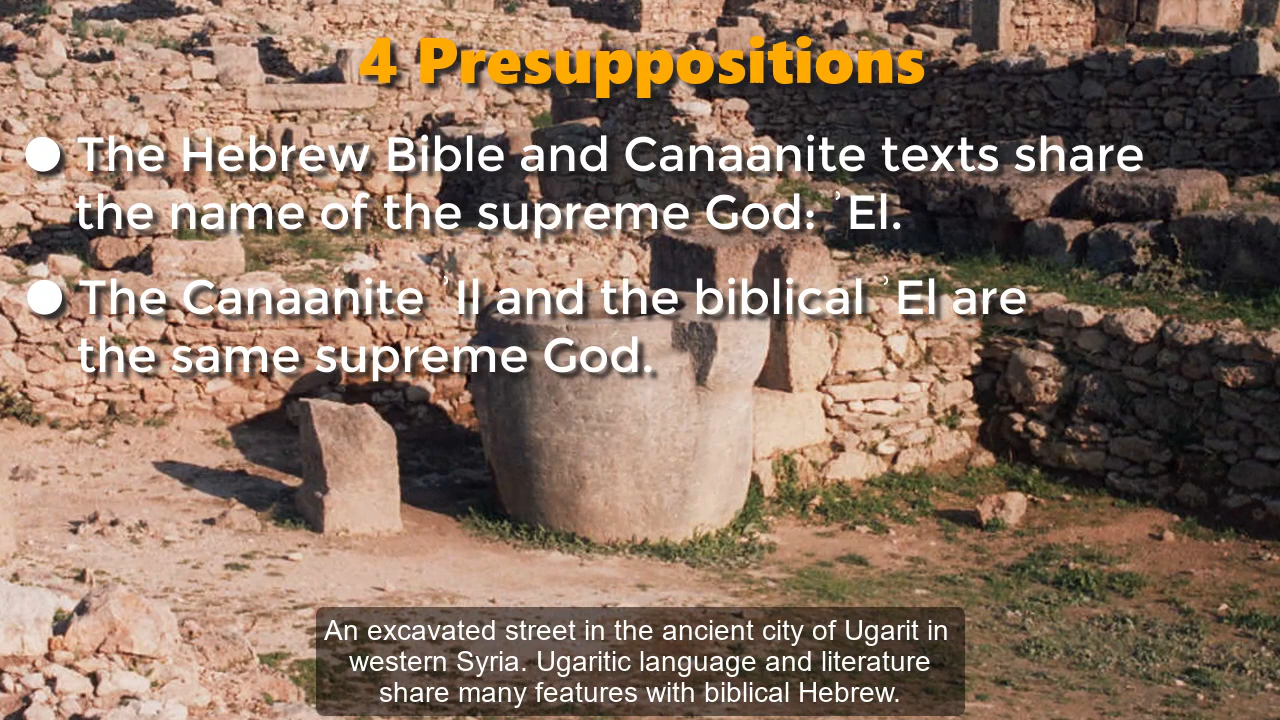 4 Presuppositions
● The Hebrew Bible and Canaanite texts share
the name of the supreme God: ʾEl.
● The Canaanite ʾIl and the biblical ʾEl are
the same supreme God.
An excavated street in the ancient city of Ugarit in
western Syria. Ugaritic language and literature
share many features with biblical Hebrew.